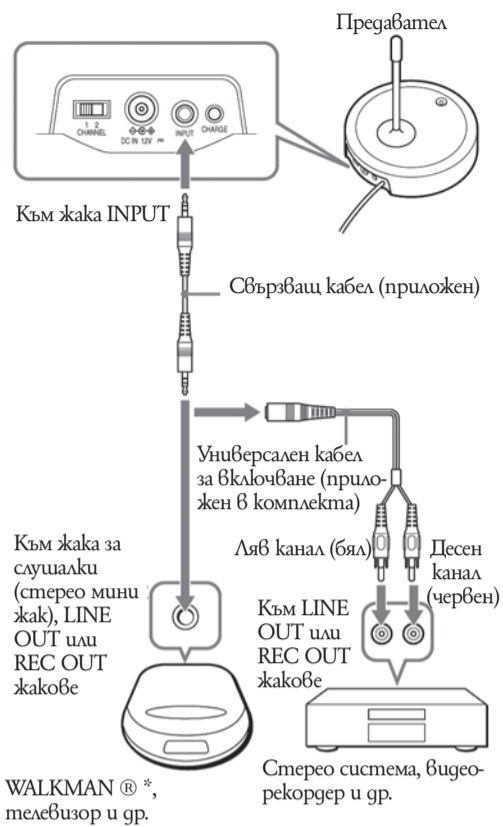 Предавател
1 2
CHANNEL
DC IN 12V
INPUT
CHARGE
Към жака INPUT
Свързващ кабел (приложен)
Универсален кабел
за включване (прило-
жен в комплекта)
Към жака за
слушалки
(стерео мини
жак), LINE
OUT или
REC OUT
жакове
Ляв канал (бял)
Десен
канал
(червен)
Към LINE
OUT или
REC OUT
жакове
WALKMAN ® *,
телевизор и др.
Стерео система, видео-
рекордер и др.